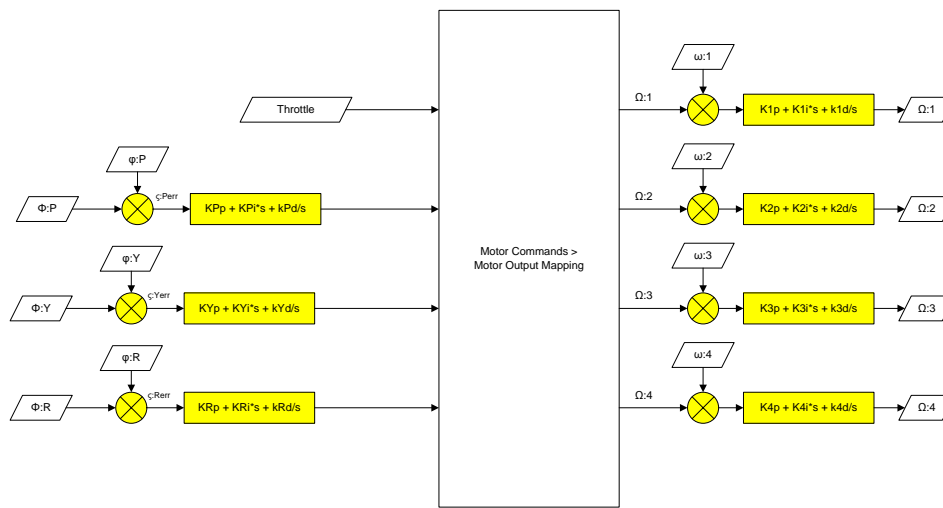 Throttle
φ:P
Φ:P
ç:Perr
KPp + KPi*s + kPd/s
φ:Y
Φ:Y
ç:Yerr
KYp + KYi*s + kYd/s
φ:R
Φ:R
ç:Rerr
KRp + KRi*s + kRd/s
Motor Commands >
Motor Output Mapping
ω:1
Ω:1
K1p + K1i*s + k1d/s
Ω:1
ω:2
Ω:2
K2p + K2i*s + k2d/s
Ω:2
ω:3
Ω:3
K3p + K3i*s + k3d/s
Ω:3
ω:4
Ω:4
K4p + K4i*s + k4d/s
Ω:4